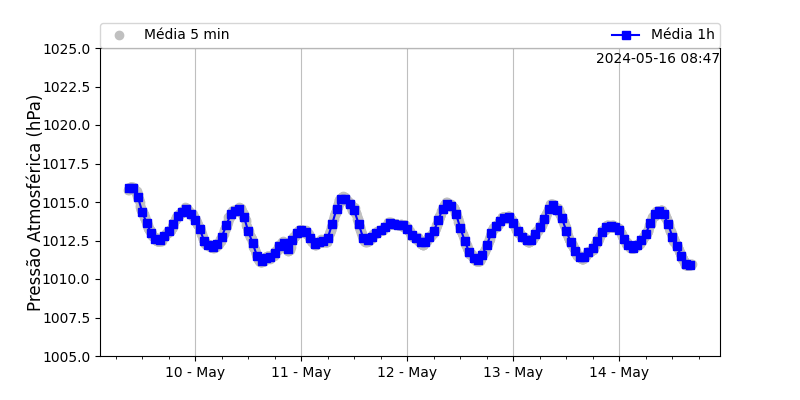 Média 5 min
Média 1h
2024-05-16 08:47
Pressão Atmosférica (hPa)
1025.0
1022.5
1020.0
1017.5
1015.0
1012.5
1010.0
1007.5
1005.0
10 - May
11 - May
12 - May
13 - May
14 - May